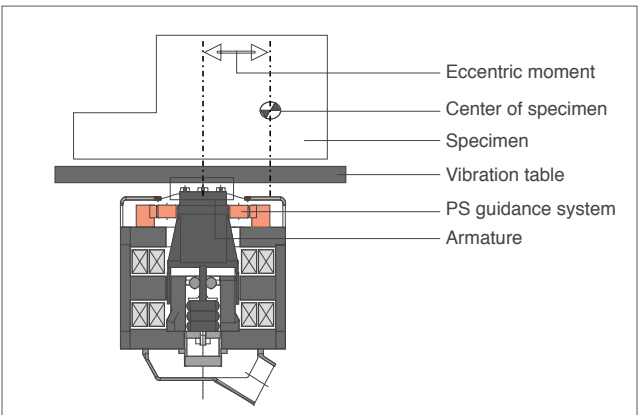 Eccentric moment
Center of specimen
Specimen
Vibration table
PS guidance system
Armature